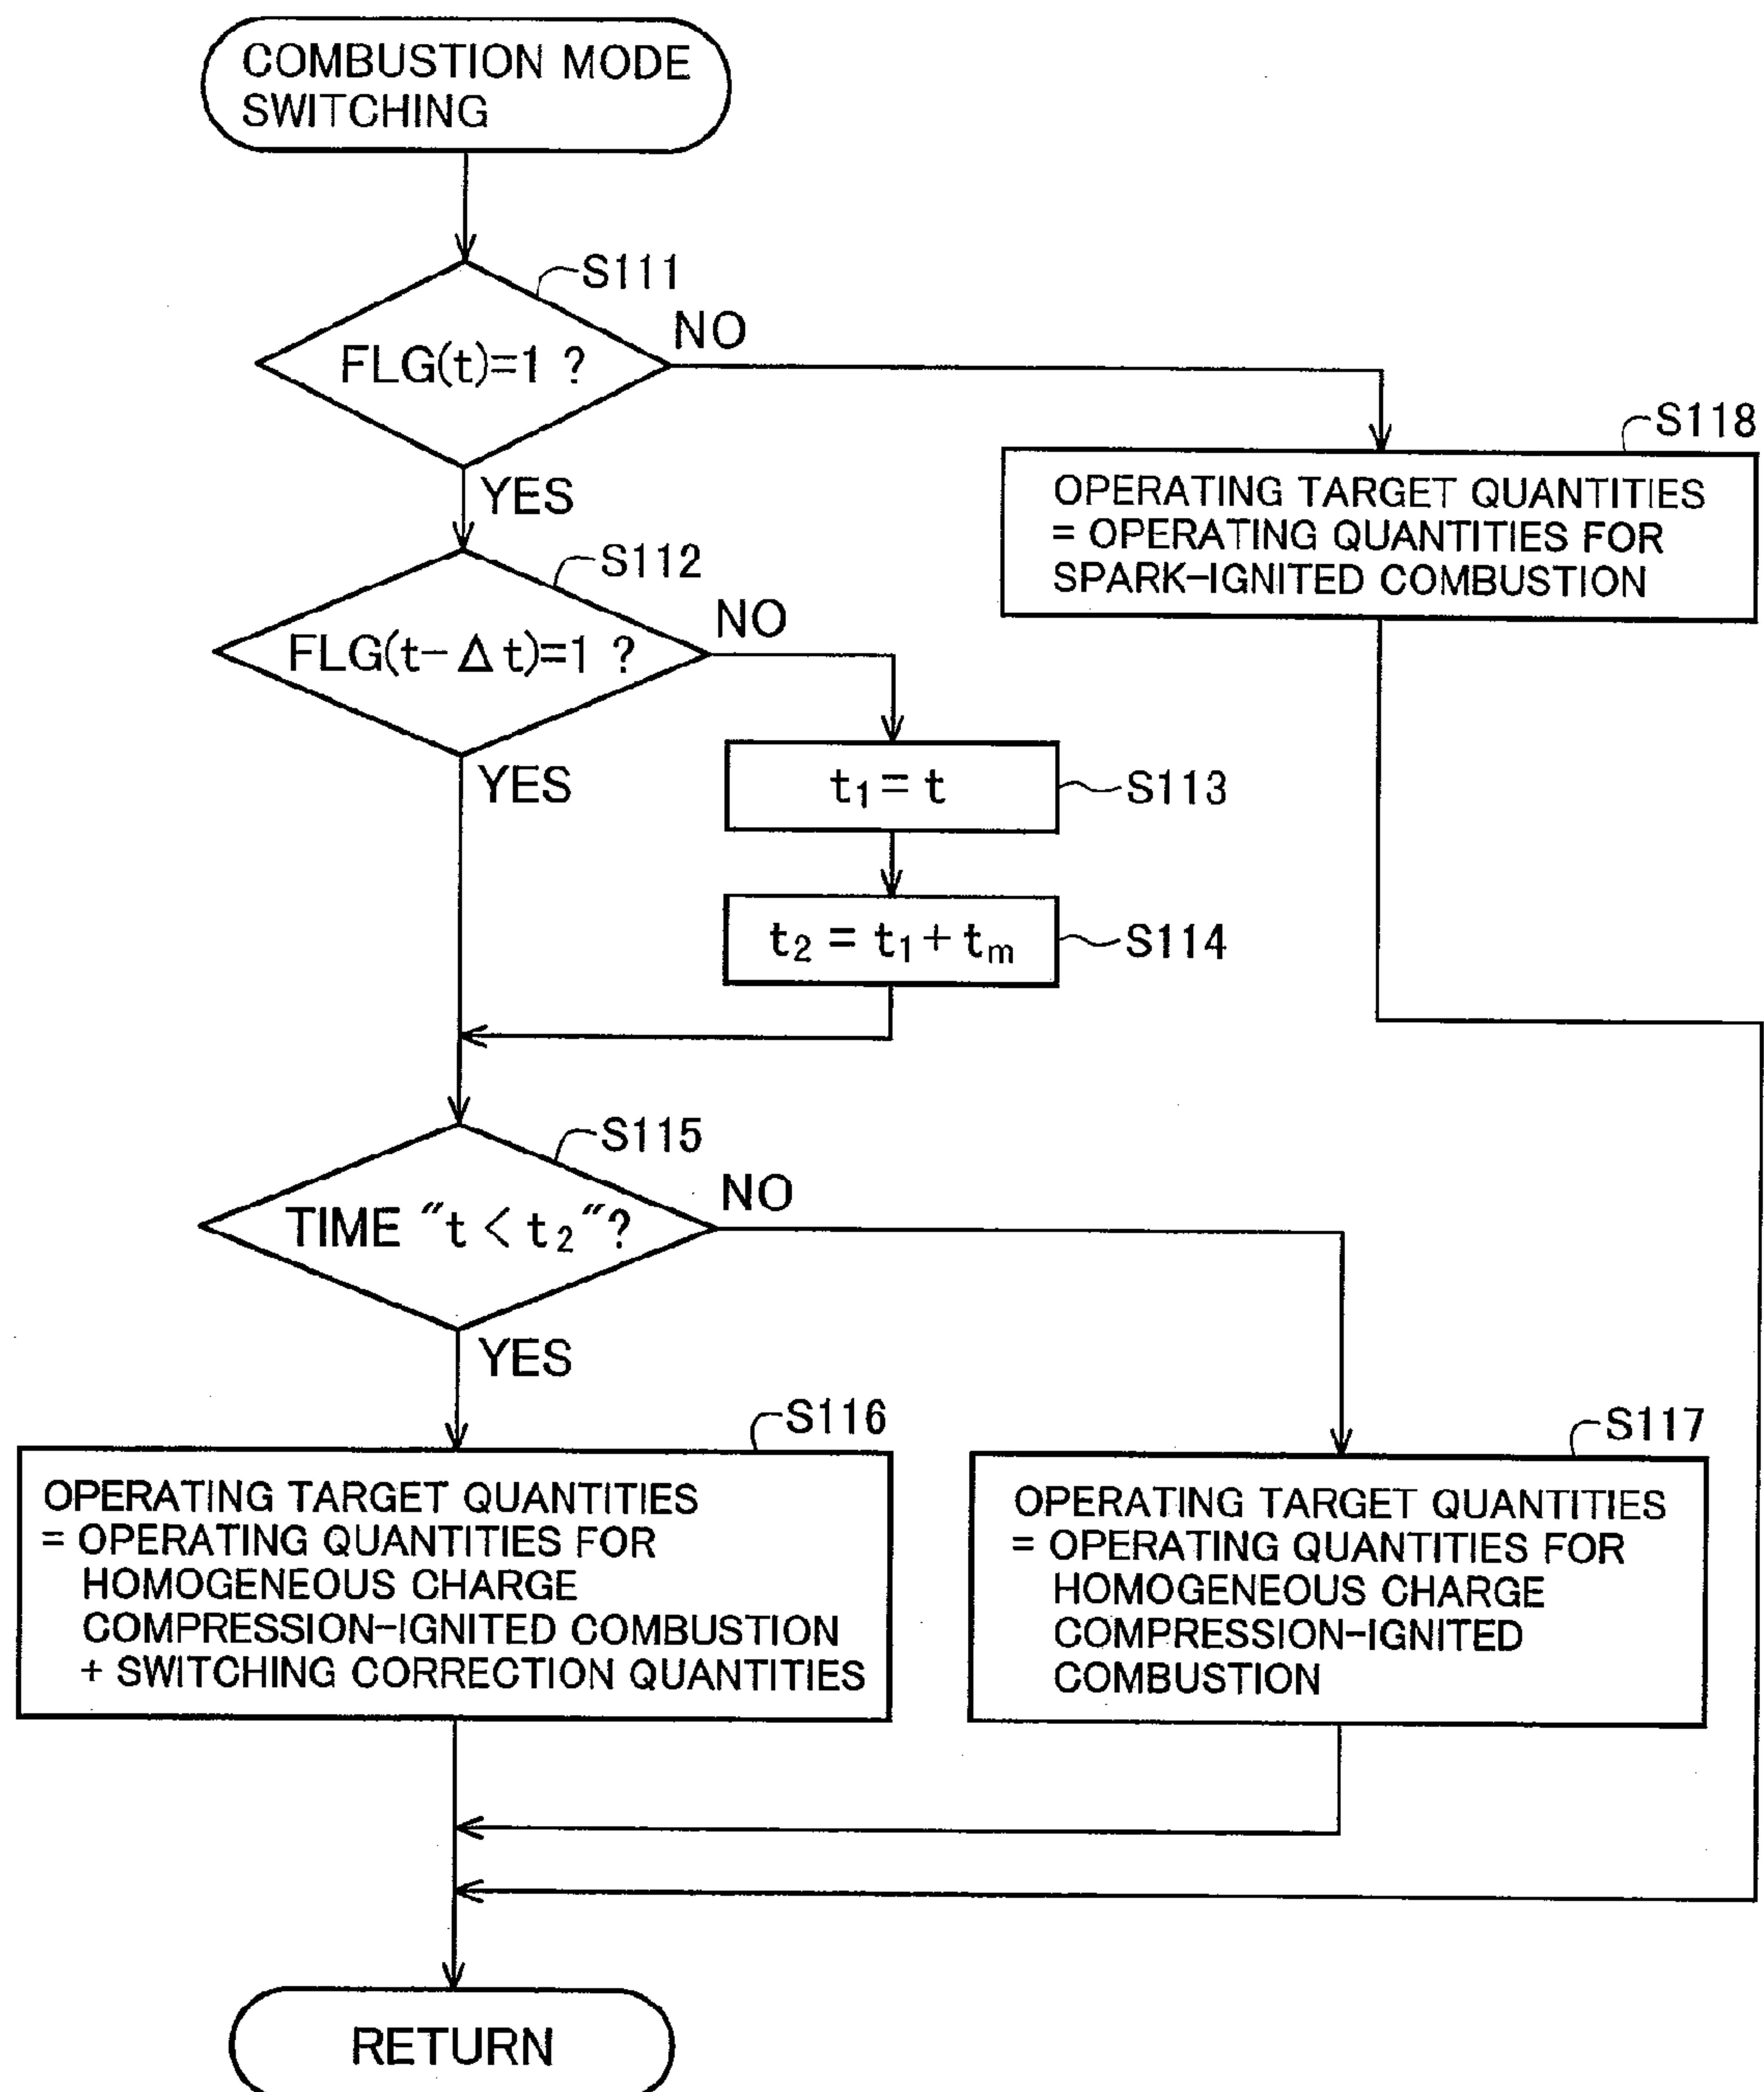 COMBUSTION MODE
SWITCHING
S111
NO
FLG(t)=1 ?
YES
S118
OPERATING TARGET QUANTITIES
= OPERATING QUANTITIES FOR
SPARK-IGNITED COMBUSTION
S112
NO
FLG(t-Δt)=1 ?
YES
t1 = t
S113
t2 = t1 + tm
S114
S115
NO
TIME "t < t2"?
YES
S116
OPERATING TARGET QUANTITIES
= OPERATING QUANTITIES FOR
HOMOGENEOUS CHARGE
COMPRESSION-IGNITED COMBUSTION
+ SWITCHING CORRECTION QUANTITIES
S117
OPERATING TARGET QUANTITIES
= OPERATING QUANTITIES FOR
HOMOGENEOUS CHARGE
COMPRESSION-IGNITED
COMBUSTION
RETURN